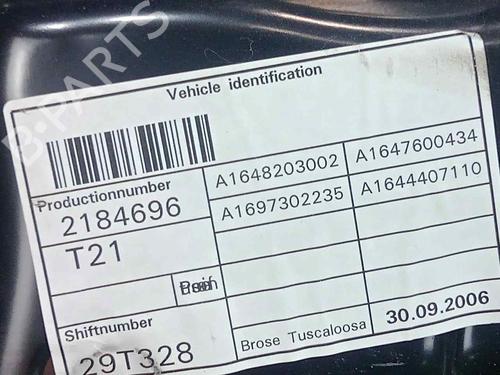 B-PARTS
Vehicle identification
Productionnumber
2184696
T21
Shiftnumber
29T328
A1648203002 A1647600434
A1697302235 A1644407110
Brose Tuscaloosa 30.09.2006